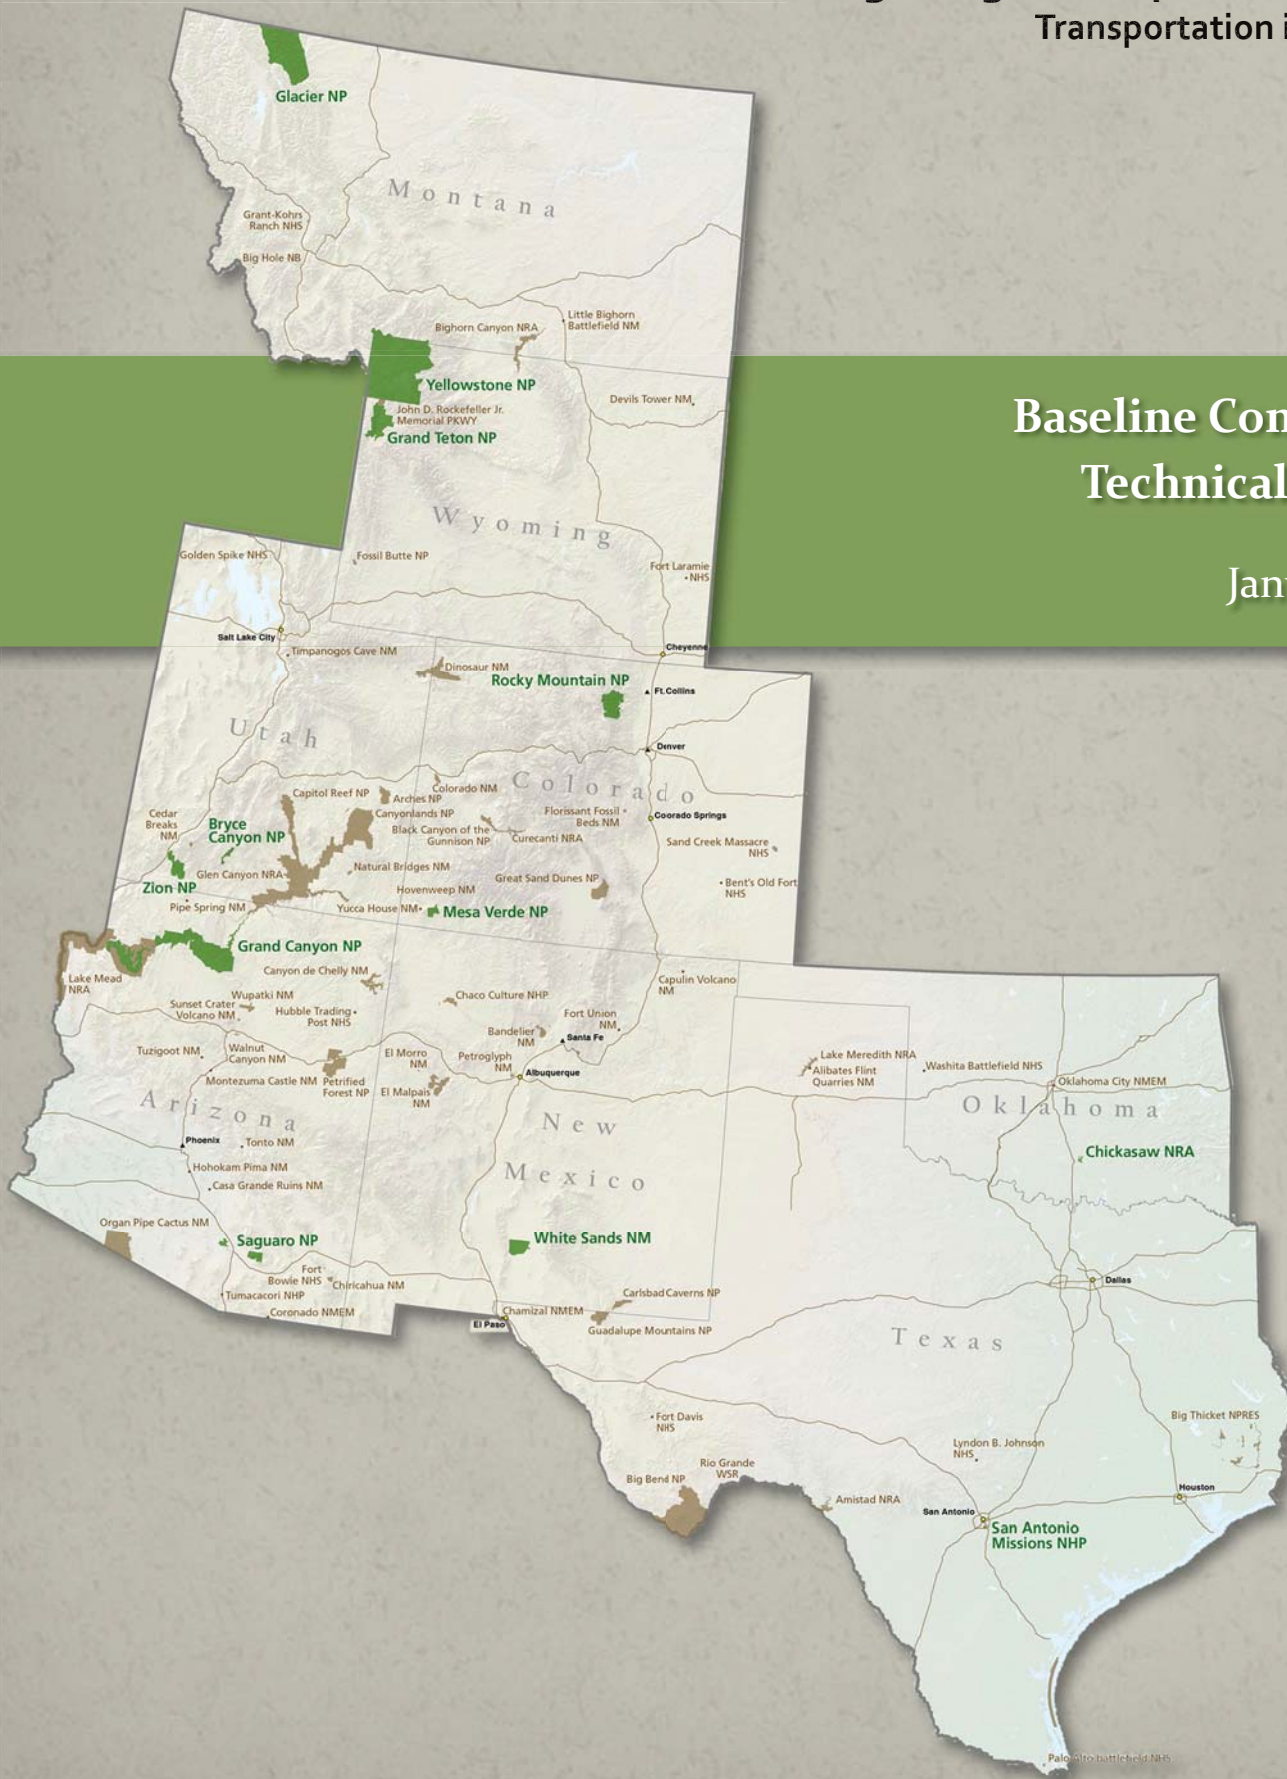 Transportation i
Glacier NP
Montana
Grant-Kohrs
Ranch NHS
Big Hole NB
Little Bighorn
Battlefield NM
Bighorn Canyon NRA
Yellowstone NP
Devils Tower NM
John D. Rockefeller Jr.
Memorial PKWY
Grand Teton NP
Baseline Con
Technical
Wyoming
Golden Spike NHS
Fossil Butte NP
Fort Laramie
NHS
Jan
Salt Lake City
Cheyenne
Timpanogos Cave NM
Dinosaur NM
Rocky Mountain NP
Ft.Collins
Utah
Denver
Colorado
Capitol Reef NP
Arches NP
Colorado NM
Canyonlands NP
Cedar
Breaks
NM
Bryce
Canyon NP
Black Canyon of the
Gunnison NP
Curecanti NRA
Florissant Fossil
Beds NM
Coorado Springs
Sand Creek Massacre
NHS
Zion NP
Glen Canyon NRA
Natural Bridges NM
Hovenweep NM
Great Sand Dunes NP
Bent's Old Fort
NHS
Pipe Spring NM
Yucca House NM
Mesa Verde NP
Grand Canyon NP
Lake Mead
NRA
Canyon de Chelly NM
Capulin Volcano
NM
Wupatki NM
Sunset Crater
Volcano NM
Hubble Trading
Post NHS
Chaco Culture NHP
Fort Union
NM
Bandelier
NM
Santa Fe
Tuzigoot NM
Walnut
Canyon NM
El Morro
NM
Petroglyph
NM
Albuquerque
Lake Meredith NRA
Alibates Flint
Quarries NM
Washita Battlefield NHS
Oklahoma City NMEM
Montezuma Castle NM
Petrified
Forest NP
El Malpais
NM
Arizona
New
Mexico
Oklahoma
Phoenix
Tonto NM
Chickasaw NRA
Hohokam Pima NM
Casa Grande Ruins NM
Organ Pipe Cactus NM
Saguaro NP
White Sands NM
Fort
Bowie NHS
Chiricahua NM
Tumacacori NHP
Coronado NMEM
Dallas
Carlsbad Caverns NP
Chamizal NMEM
El Paso
Guadalupe Mountains NP
Texas
Fort Davis
NHS
Big Thicket NPRES
Lyndon B. Johnson
NHS
Rio Grande
WSR
Big Bend NP
Amistad NRA
Houston
San Antonio
San Antonio
Missions NHP
Palo Alto battlefield NHS